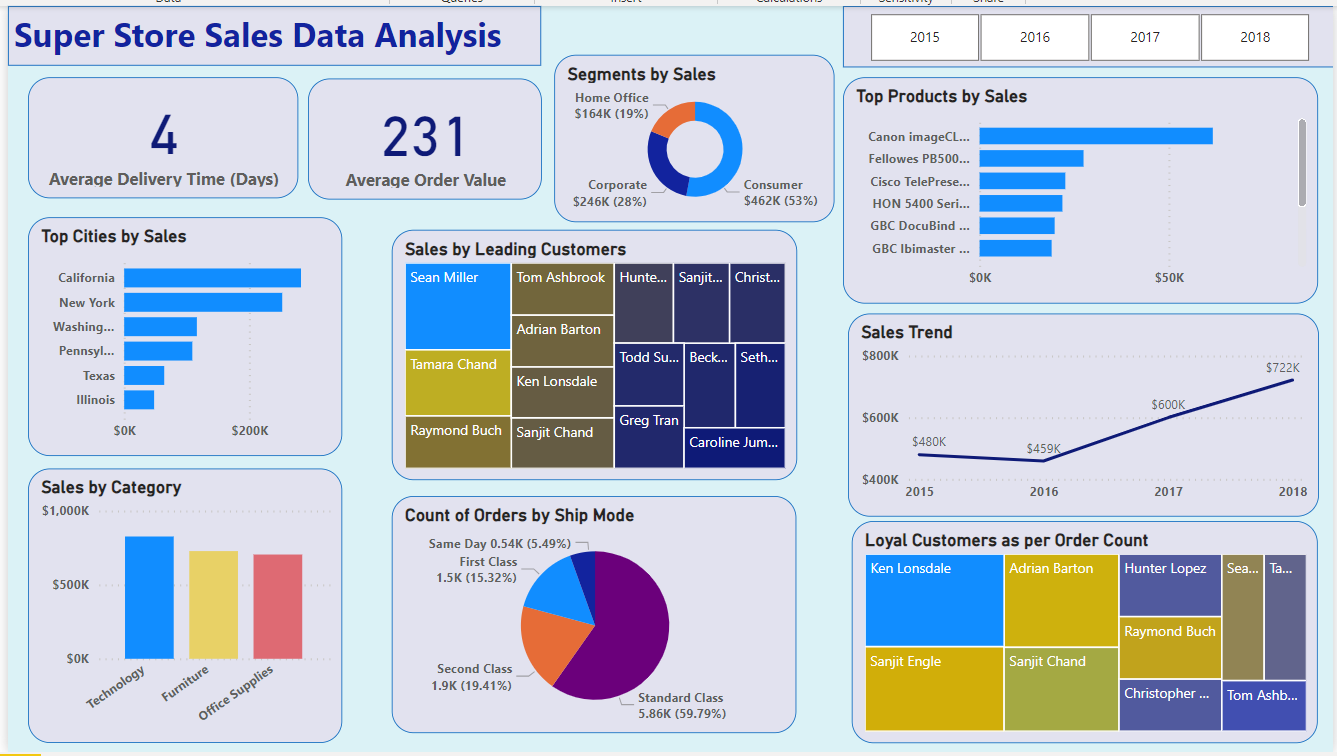 Data
Queries
Insert
Calculations
Sensitivity
Share
Super Store Sales Data Analysis
2015
2016
2017
2018
4
Average Delivery Time (Days)
231
Average Order Value
Segments by Sales
Home Office
$164K (19%)
Corporate
$246K (28%)
Consumer
$462K (53%)
Top Products by Sales
Canon imageCL...
Fellowes PB500...
Cisco TelePrese...
HON 5400 Seri...
GBC DocuBind ...
GBC Ibimaster ...
$0K
$50K
Top Cities by Sales
California
New York
Washing...
Pennsyl...
Texas
Illinois
$0K
$200K
Sales by Leading Customers
Sean Miller
Tamara Chand
Raymond Buch
Tom Ashbrook
Adrian Barton
Ken Lonsdale
Sanjit Chand
Hunte...
Sanjit...
Christ...
Todd Su...
Beck...
Seth...
Greg Tran
Caroline Jum...
Sales Trend
$800K
$600K
$400K
$480K
$459K
$600K
$722K
2015
2016
2017
2018
Sales by Category
$1,000K
$500K
$0K
Technology
Furniture
Office Supplies
Count of Orders by Ship Mode
Same Day 0.54K (5.49%)
First Class
1.5K (15.32%)
Second Class
1.9K (19.41%)
Standard Class
5.86K (59.79%)
Loyal Customers as per Order Count
Ken Lonsdale
Sanjit Engle
Adrian Barton
Sanjit Chand
Hunter Lopez
Raymond Buch
Christopher ...
Sea...
Ta...
Tom Ashb...